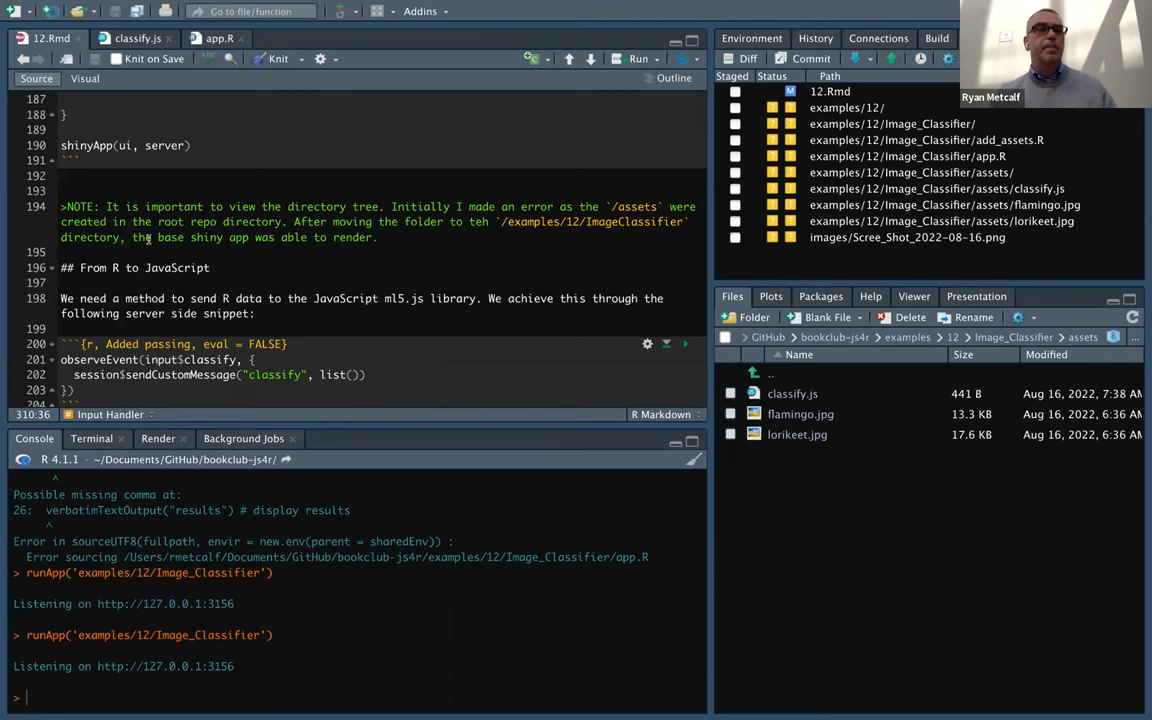 Go to file/function
Addins
12.Rmd
classify.js
app.R
Knit on Save
Knit
Run
Source
Visual
Outline
187
188 }
189
190 shinyApp(ui, server)
191 ```
192
193
194 >NOTE: It is important to view the directory tree. Initially I made an error as the `/assets` were
created in the root repo directory. After moving the folder to teh `/examples/12/ImageClassifier`
directory, the base shiny app was able to render.
195
196 ## From R to JavaScript
197
198 We need a method to send R data to the JavaScript ml5.js library. We achieve this through the
following server side snippet:
199
200 ```{r, Added passing, eval = FALSE}
201 observeEvent(input$classify, {
202 session$sendCustomMessage("classify", list())
203 })
204 ```
310:36 # Input Handler R Markdown
Console Terminal Render Background Jobs
R 4.1.1 · ~/Documents/GitHub/bookclub-js4r/
^
Possible missing comma at:
26: verbatimTextOutput("results") # display results
^
Error in sourceUTF8(fullpath, envir = new.env(parent = sharedEnv)) :
Error sourcing /Users/rmetcalf/Documents/GitHub/bookclub-js4r/examples/12/Image_Classifier/app.R
> runApp('examples/12/Image_Classifier')
Listening on http://127.0.0.1:3156
> runApp('examples/12/Image_Classifier')
Listening on http://127.0.0.1:3156
>
Environment History Connections Build
Diff Commit
Staged Status Path
M 12.Rmd
? ? examples/12/
? ? examples/12/Image_Classifier/
? ? examples/12/Image_Classifier/add_assets.R
? ? examples/12/Image_Classifier/app.R
? ? examples/12/Image_Classifier/assets/
? ? examples/12/Image_Classifier/assets/classify.js
? ? examples/12/Image_Classifier/assets/flamingo.jpg
? ? examples/12/Image_Classifier/assets/lorikeet.jpg
? ? images/Scree_Shot_2022-08-16.png
Ryan Metcalf
Files Plots Packages Help Viewer Presentation
Folder Blank File Delete Rename
GitHub bookclub-js4r examples 12 Image_Classifier assets ...
Name Size Modified
..
classify.js 441 B Aug 16, 2022, 7:38 AM
flamingo.jpg 13.3 KB Aug 16, 2022, 6:36 AM
lorikeet.jpg 17.6 KB Aug 16, 2022, 6:36 AM